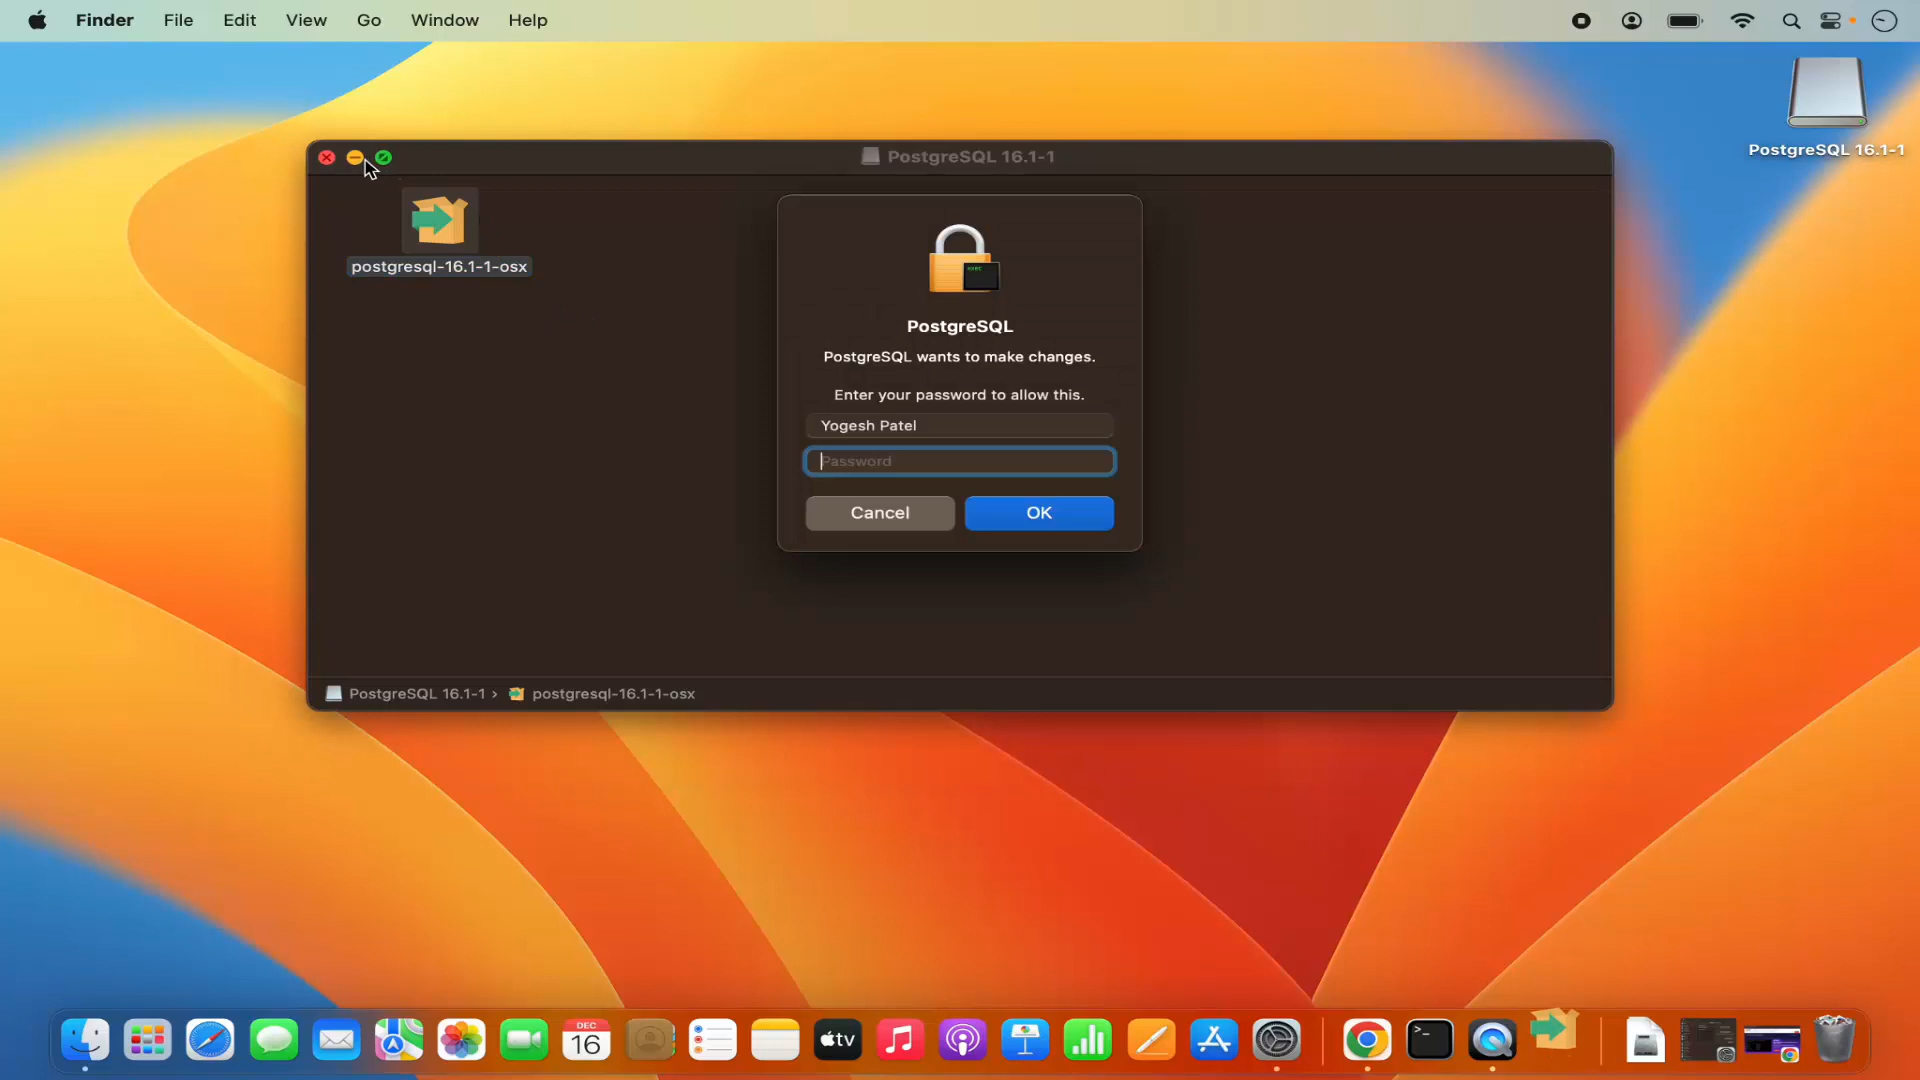 Finder File Edit View Go Window Help
PostgreSQL 16.1-1
PostgreSQL 16.1-1
postgresql-16.1-1-osx
exec
PostgreSQL
PostgreSQL wants to make changes.
Enter your password to allow this.
Yogesh Patel
Password
Cancel OK
PostgreSQL 16.1-1 › postgresql-16.1-1-osx
DEC
16
tv
>_